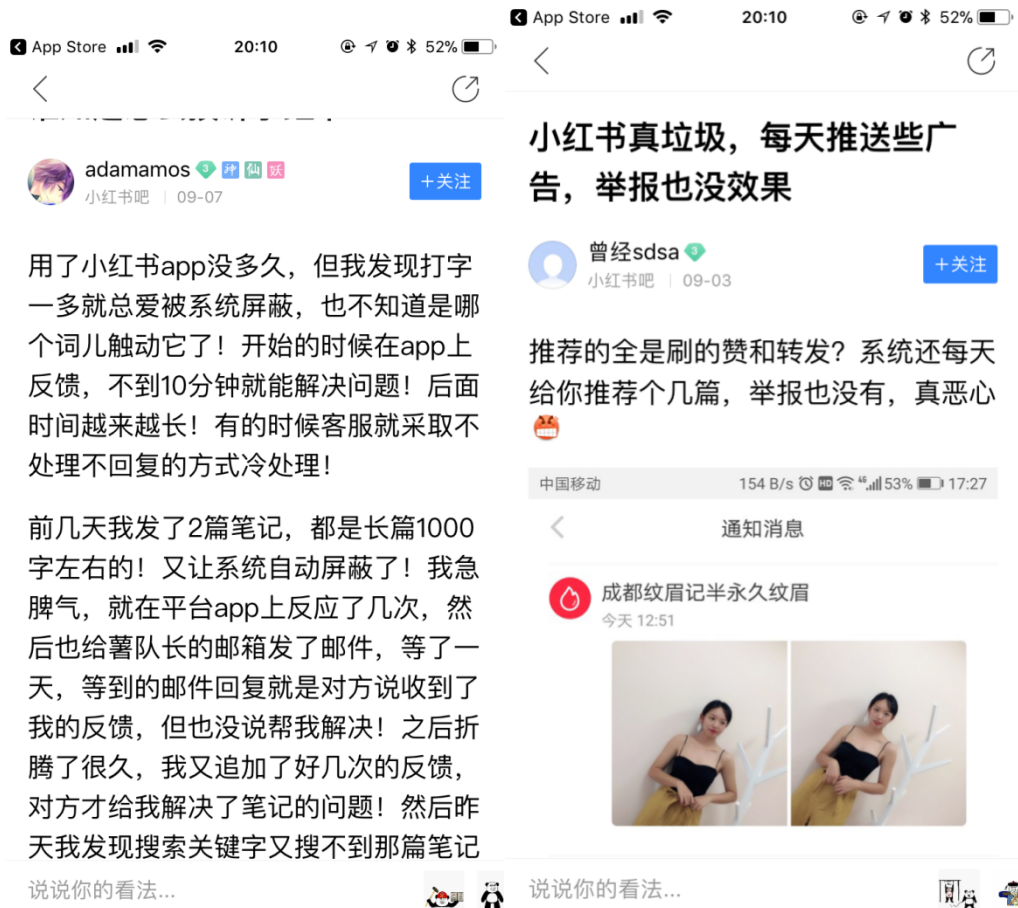 App Store
20:10
52%
adamamos
3
神
仙
妖
+关注
小红书吧 | 09-07
用了小红书app没多久，但我发现打字
一多就总爱被系统屏蔽，也不知道是哪
个词儿触动它了！开始的时候在app上
反馈，不到10分钟就能解决问题！后面
时间越来越长！有的时候客服就采取不
处理不回复的方式冷处理！
前几天我发了2篇笔记，都是长篇1000
字左右的！又让系统自动屏蔽了！我急
脾气，就在平台app上反应了几次，然
后也给薯队长的邮箱发了邮件，等了一
天，等到的邮件回复就是对方说收到了
我的反馈，但也没说帮我解决！之后折
腾了很久，我又追加了好几次的反馈，
对方才给我解决了笔记的问题！然后昨
天我发现搜索关键字又搜不到那篇笔记
说说你的看法...
App Store
20:10
52%
小红书真垃圾，每天推送些广
告，举报也没效果
曾经sdsa
3
+关注
小红书吧 | 09-03
推荐的全是刷的赞和转发？系统还每天
给你推荐个几篇，举报也没有，真恶心
中国移动
154 B/s HD 46 53% 17:27
通知消息
成都纹眉记半永久纹眉
今天 12:51
说说你的看法...